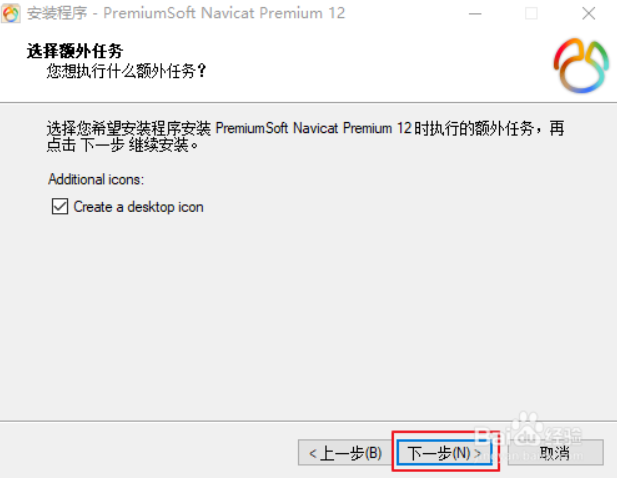 安装程序 - PremiumSoft Navicat Premium 12
选择额外任务
您想执行什么额外任务？
选择您希望安装程序安装 PremiumSoft Navicat Premium 12 时执行的额外任务，再
点击 下一步 继续安装。
Additional icons:
Create a desktop icon
< 上一步(B)
下一步(N) >
取消
Baidu 经验